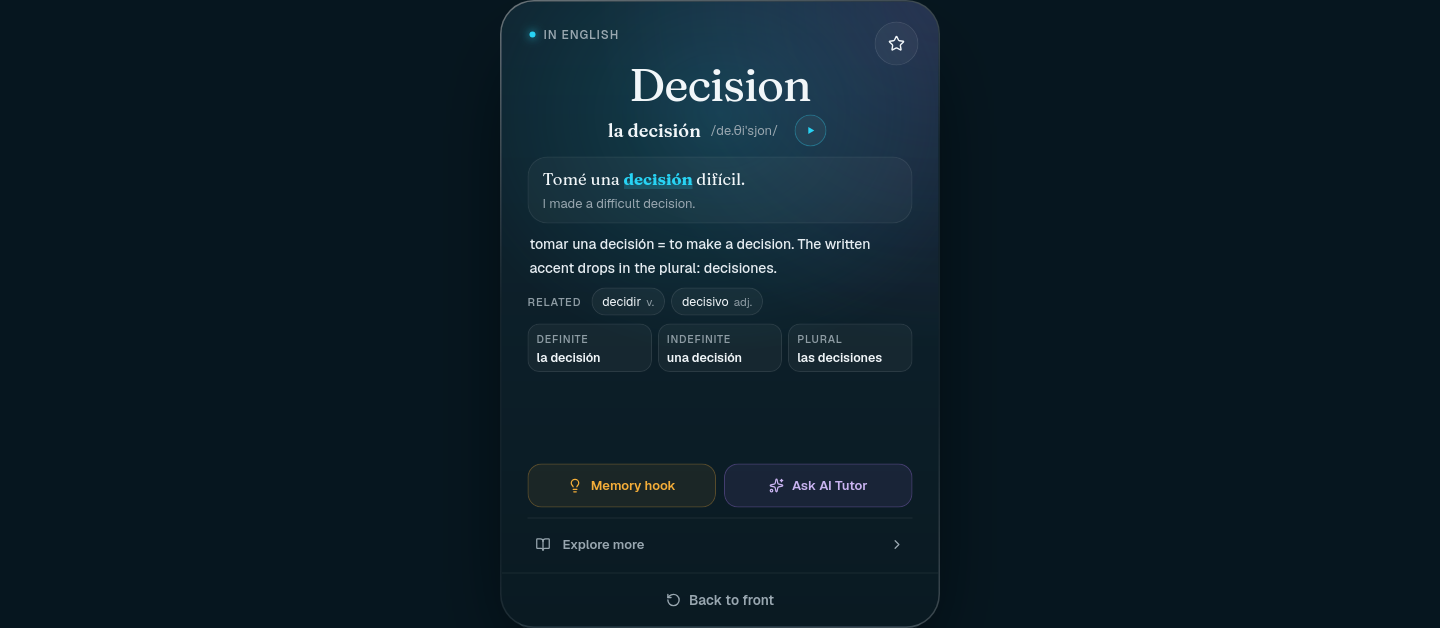 IN ENGLISH
Decision
la decisión /de.θi'sjon/
Tomé una decisión difícil.
I made a difficult decision.
tomar una decisión = to make a decision. The written
accent drops in the plural: decisiones.
RELATED decidir v. decisivo adj.
DEFINITE INDEFINITE PLURAL
la decisión una decisión las decisiones
Memory hook Ask AI Tutor
Explore more
Back to front